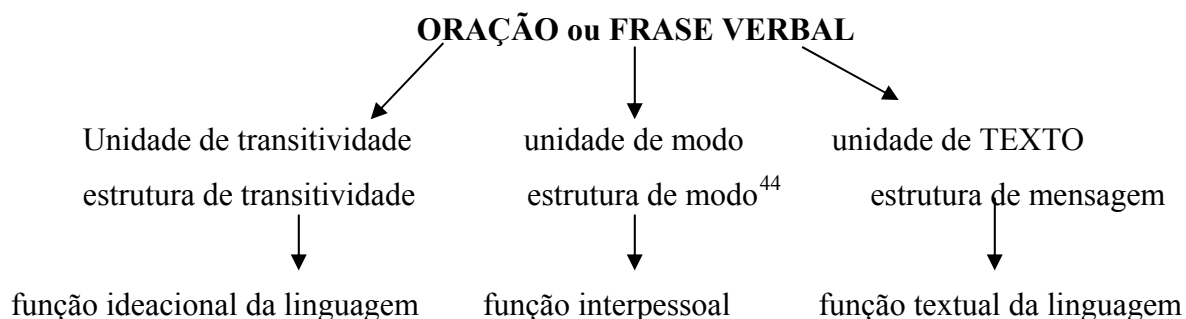 ORAÇÃO ou FRASE VERBAL
Unidade de transitividade unidade de modo unidade de TEXTO
estrutura de transitividade estrutura de modo44 estrutura de mensagem
função ideacional da linguagem função interpessoal função textual da linguagem